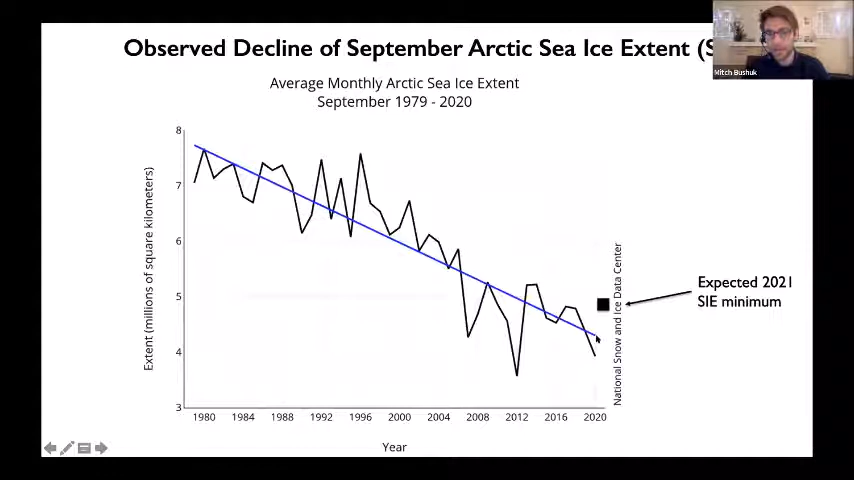 Observed Decline of September Arctic Sea Ice Extent (S
Mitch Bushuk
Average Monthly Arctic Sea Ice Extent
September 1979 - 2020
Extent (millions of square kilometers)
8
7
6
5
4
3
1980 1984 1988 1992 1996 2000 2004 2008 2012 2016 2020
Year
National Snow and Ice Data Center
Expected 2021
SIE minimum